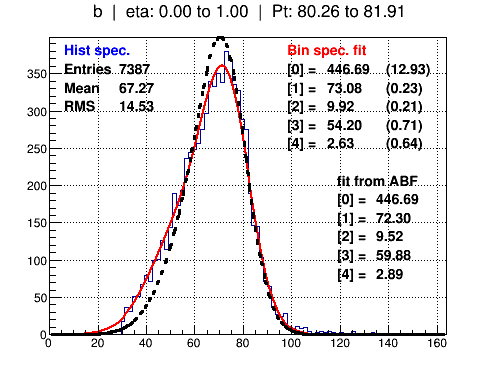 b | eta: 0.00 to 1.00 | Pt: 80.26 to 81.91
Hist spec.
Entries 7387
Mean 67.27
RMS 14.53
Bin spec. fit
[0] = 446.69 (12.93)
[1] = 73.08 (0.23)
[2] = 9.92 (0.21)
[3] = 54.20 (0.71)
[4] = 2.63 (0.64)
fit from ABF
[0] = 446.69
[1] = 72.30
[2] = 9.52
[3] = 59.88
[4] = 2.89
350
300
250
200
150
100
50
0
0 20 40 60 80 100 120 140 160